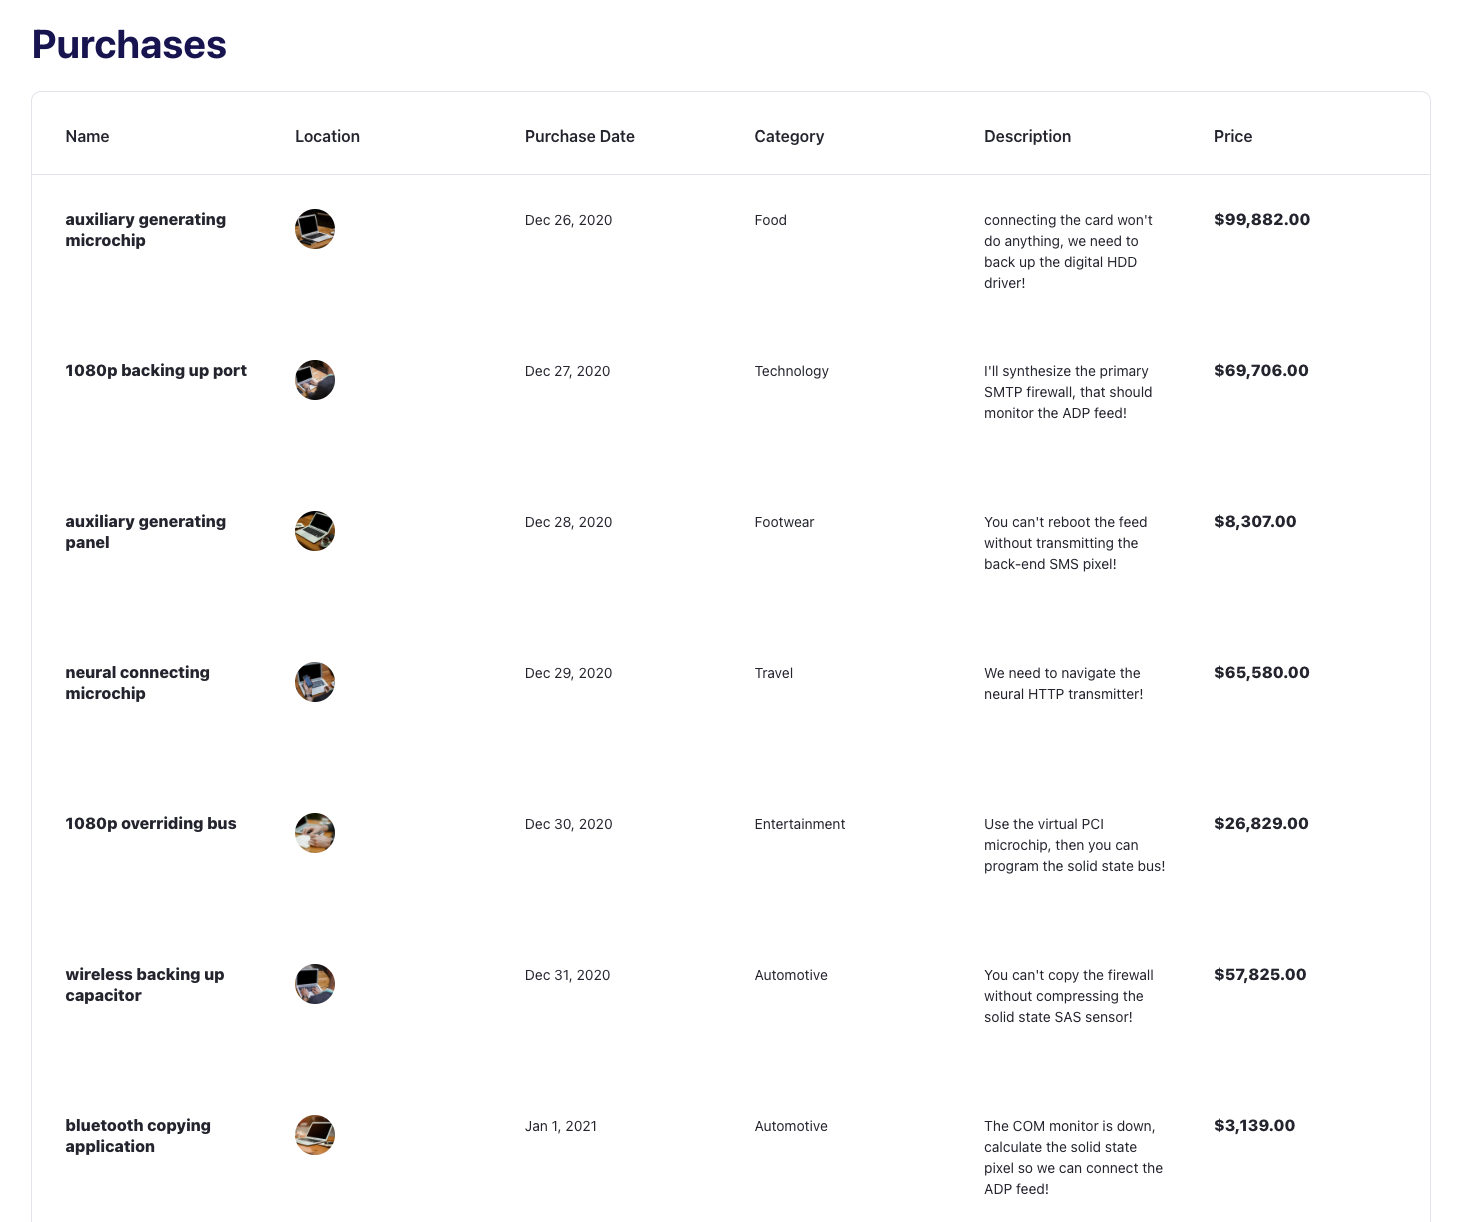 Purchases
Name Location Purchase Date Category Description Price
auxiliary generating
microchip
Dec 26, 2020
Food
connecting the card won't
do anything, we need to
back up the digital HDD
driver!
$99,882.00
1080p backing up port
Dec 27, 2020
Technology
I'll synthesize the primary
SMTP firewall, that should
monitor the ADP feed!
$69,706.00
auxiliary generating
panel
Dec 28, 2020
Footwear
You can't reboot the feed
without transmitting the
back-end SMS pixel!
$8,307.00
neural connecting
microchip
Dec 29, 2020
Travel
We need to navigate the
neural HTTP transmitter!
$65,580.00
1080p overriding bus
Dec 30, 2020
Entertainment
Use the virtual PCI
microchip, then you can
program the solid state bus!
$26,829.00
wireless backing up
capacitor
Dec 31, 2020
Automotive
You can't copy the firewall
without compressing the
solid state SAS sensor!
$57,825.00
bluetooth copying
application
Jan 1, 2021
Automotive
The COM monitor is down,
calculate the solid state
pixel so we can connect the
ADP feed!
$3,139.00